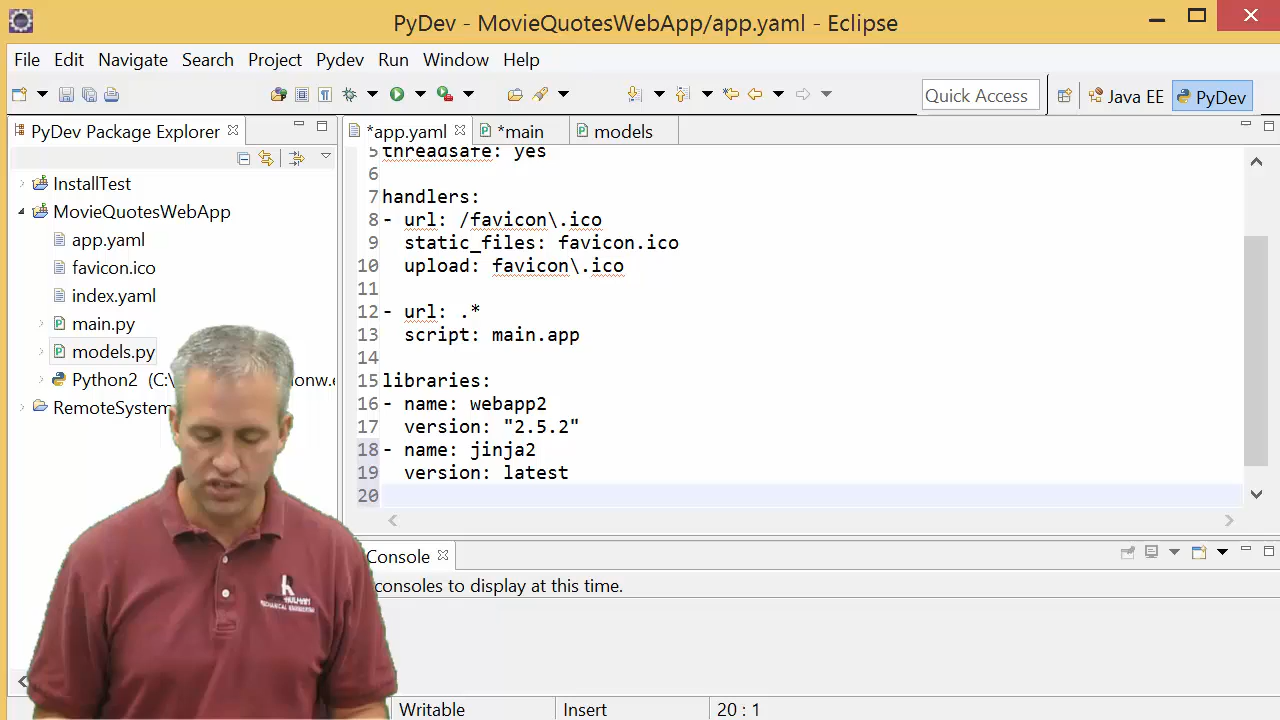 PyDev - MovieQuotesWebApp/app.yaml - Eclipse
File Edit Navigate Search Project Pydev Run Window Help
Quick Access
Java EE
PyDev
PyDev Package Explorer
*app.yaml
*main
models
InstallTest
MovieQuotesWebApp
app.yaml
favicon.ico
index.yaml
main.py
models.py
Python2 (C:\
onw.e
RemoteSystem
5 threadsafe: yes
6
7 handlers:
8 - url: /favicon\.ico
9 static_files: favicon.ico
10 upload: favicon\.ico
11
12 - url: .*
13 script: main.app
14
15 libraries:
16 - name: webapp2
17 version: "2.5.2"
18 - name: jinja2
19 version: latest
20
Console
consoles to display at this time.
Writable
Insert
20 : 1